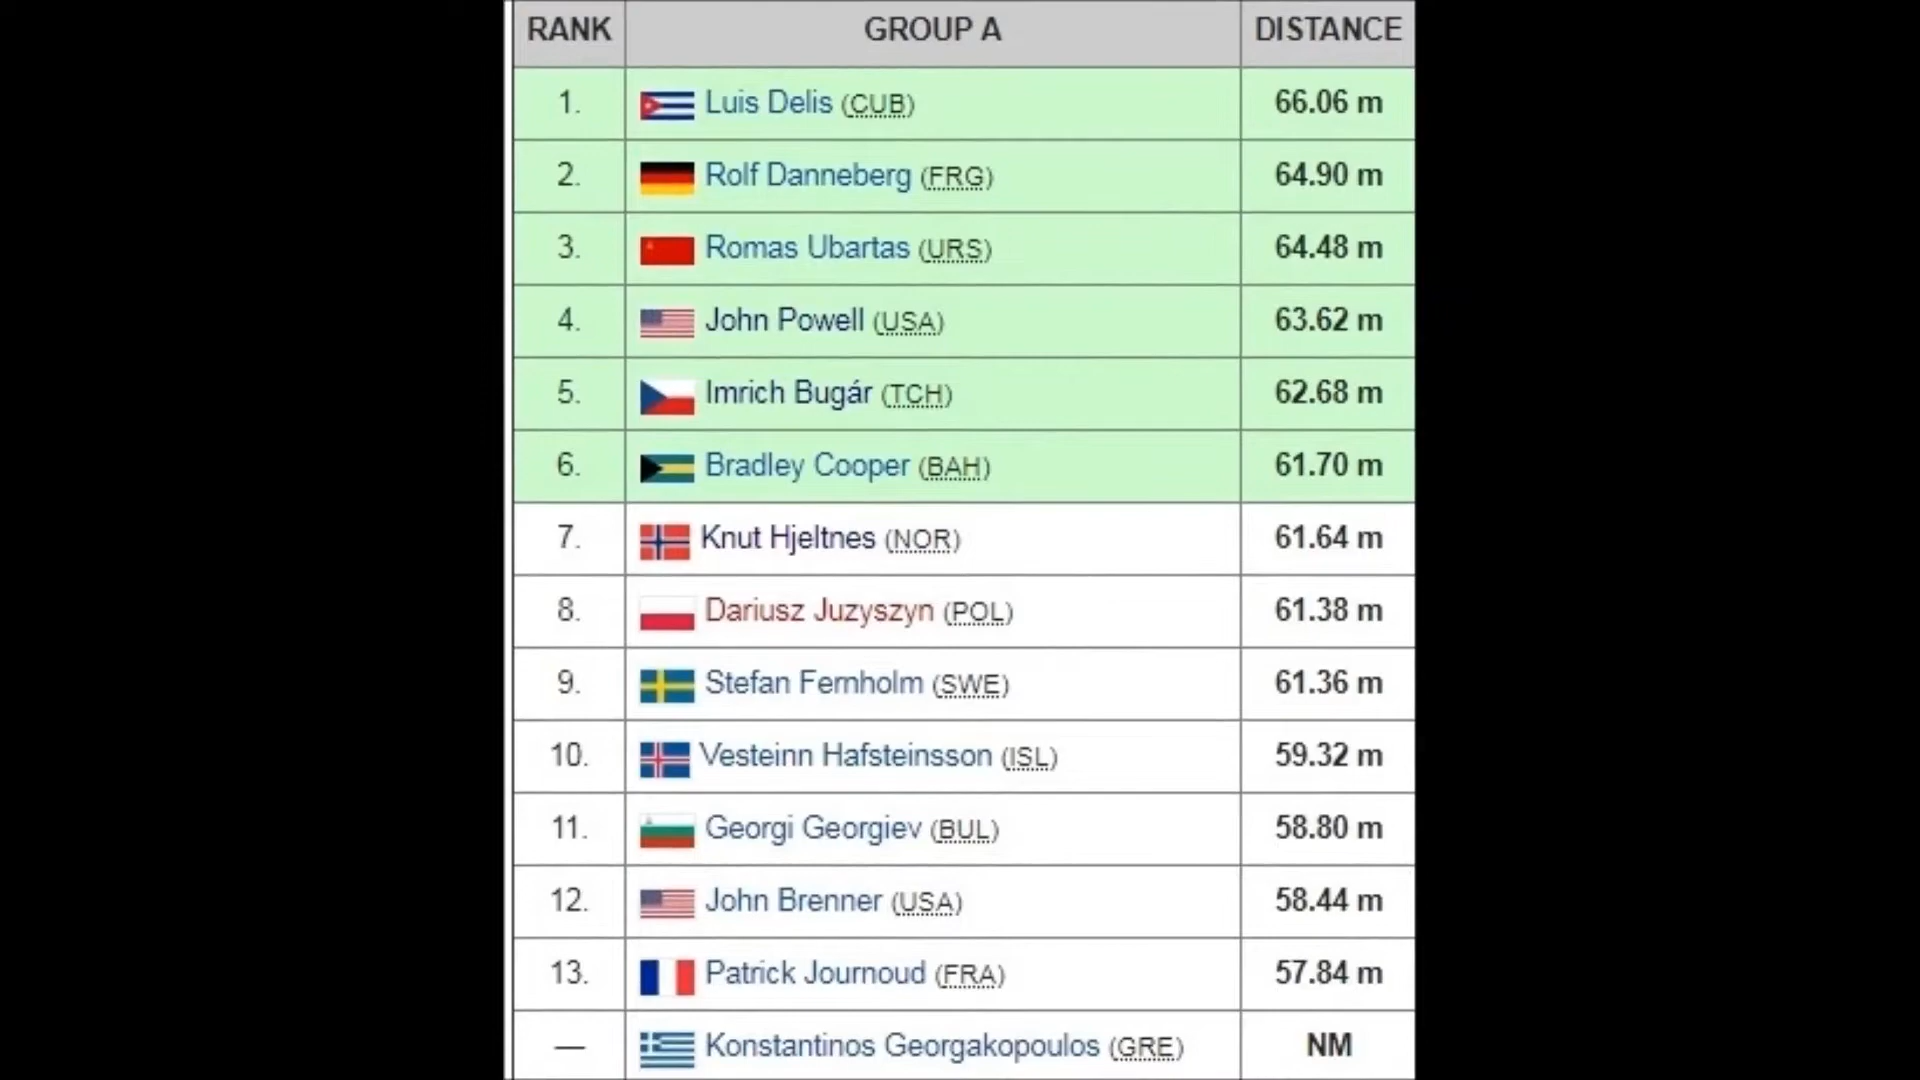 RANK GROUP A DISTANCE
1. Luis Delis (CUB) 66.06 m
2. Rolf Danneberg (FRG) 64.90 m
3. Romas Ubartas (URS) 64.48 m
4. John Powell (USA) 63.62 m
5. Imrich Bugár (TCH) 62.68 m
6. Bradley Cooper (BAH) 61.70 m
7. Knut Hjeltnes (NOR) 61.64 m
8. Dariusz Juzyszyn (POL) 61.38 m
9. Stefan Fernholm (SWE) 61.36 m
10. Vesteinn Hafsteinsson (ISL) 59.32 m
11. Georgi Georgiev (BUL) 58.80 m
12. John Brenner (USA) 58.44 m
13. Patrick Journoud (FRA) 57.84 m
— Konstantinos Georgakopoulos (GRE) NM